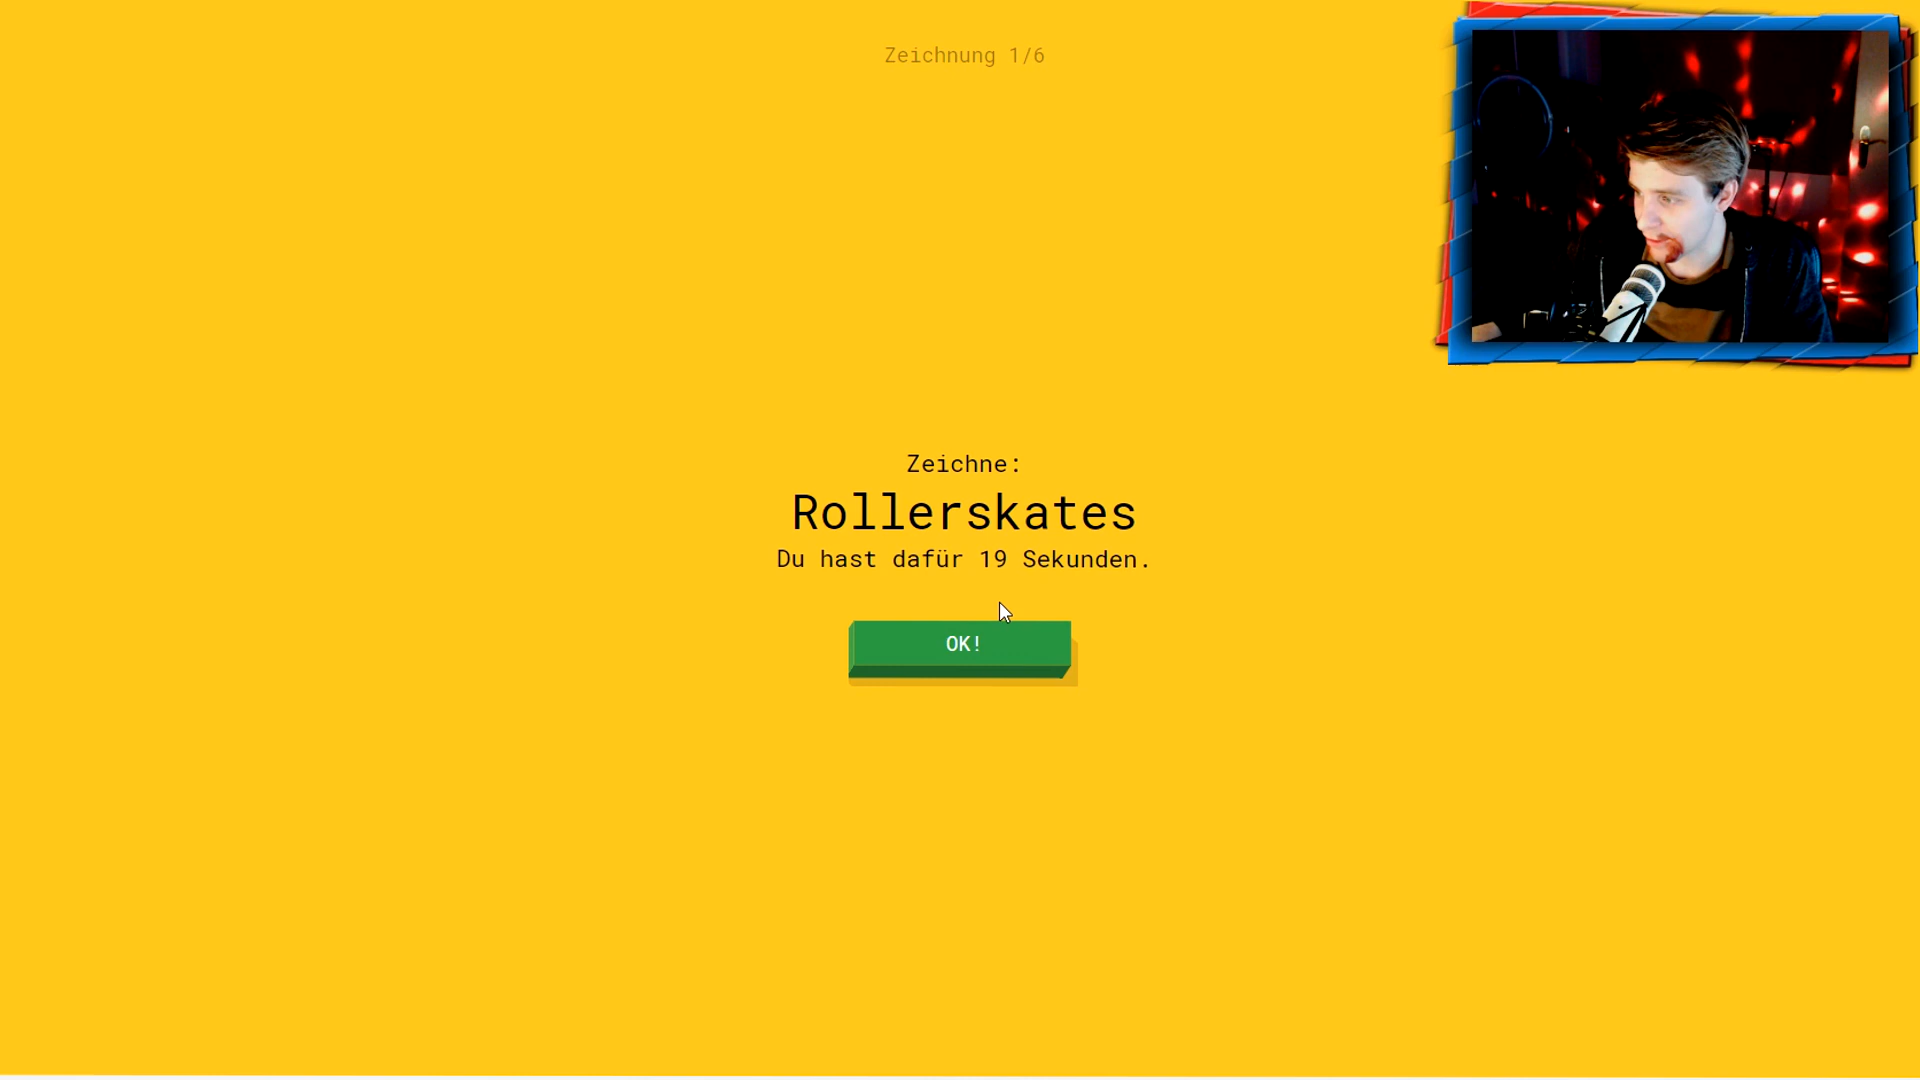 Zeichnung 1/6
Zeichne:
Rollerskates
Du hast dafür 19 Sekunden.
OK!